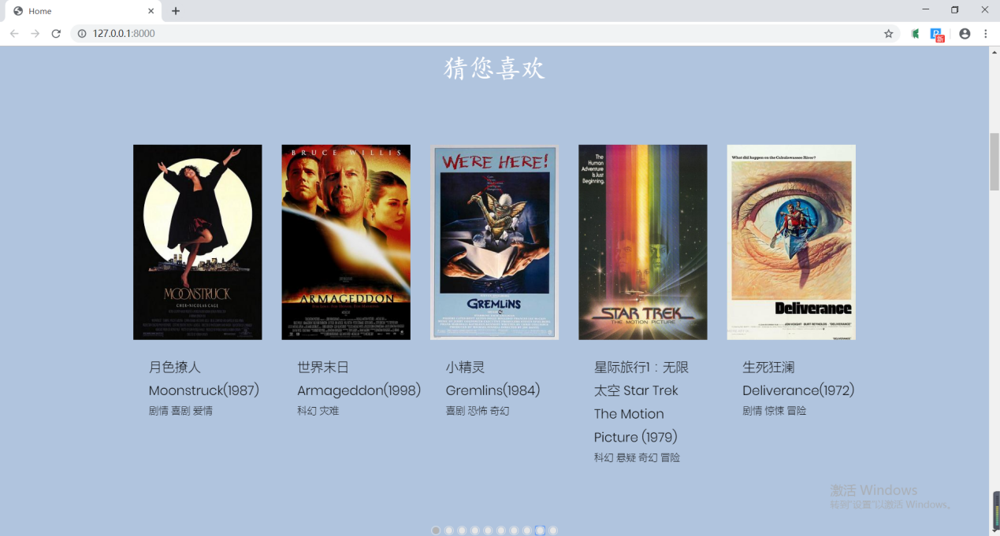 Home
127.0.0.1:8000
新
猜您喜欢
MOONSTRUCK
CHER · NICOLAS CAGE
BRUCE WILLIS
ARMAGEDDON
WE'RE HERE!
GREMLINS
The
Human
Adventure
Is Just
Beginning.
STAR TREK
THE MOTION PICTURE
What did happen on the Cahulawassee River?
Deliverance
JON VOIGHT BURT REYNOLDS "DELIVERANCE"
"DELIVERANCE"
月色撩人
Moonstruck(1987)
剧情 喜剧 爱情
世界末日
Armageddon(1998)
科幻 灾难
小精灵
Gremlins(1984)
喜剧 恐怖 奇幻
星际旅行1：无限
太空 Star Trek
The Motion
Picture (1979)
科幻 悬疑 奇幻 冒险
生死狂澜
Deliverance(1972)
剧情 惊悚 冒险
激活 Windows
转到"设置"以激活 Windows。